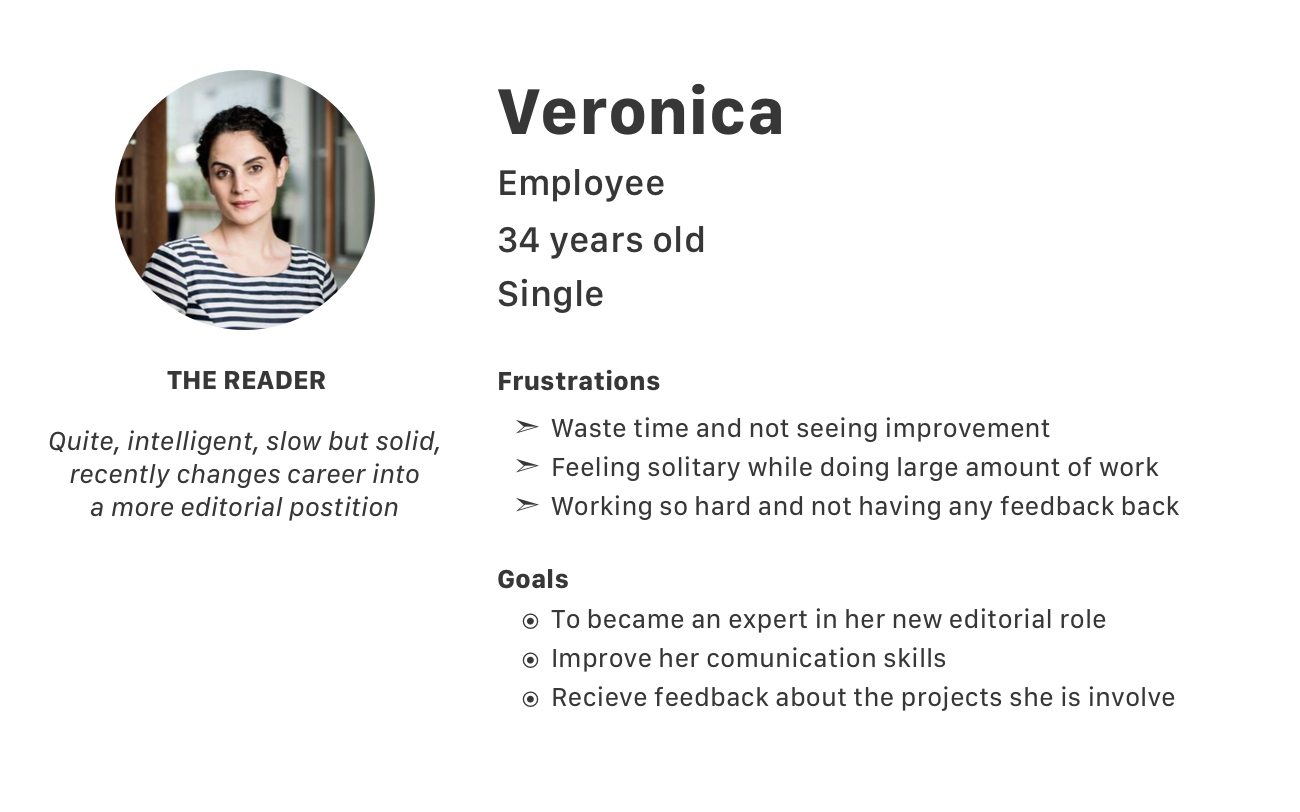 Veronica
Employee
34 years old
Single
THE READER
Quite, intelligent, slow but solid,
recently changes career into
a more editorial postition
Frustrations
➣ Waste time and not seeing improvement
➣ Feeling solitary while doing large amount of work
➣ Working so hard and not having any feedback back
Goals
⦿ To became an expert in her new editorial role
⦿ Improve her comunication skills
⦿ Recieve feedback about the projects she is involve